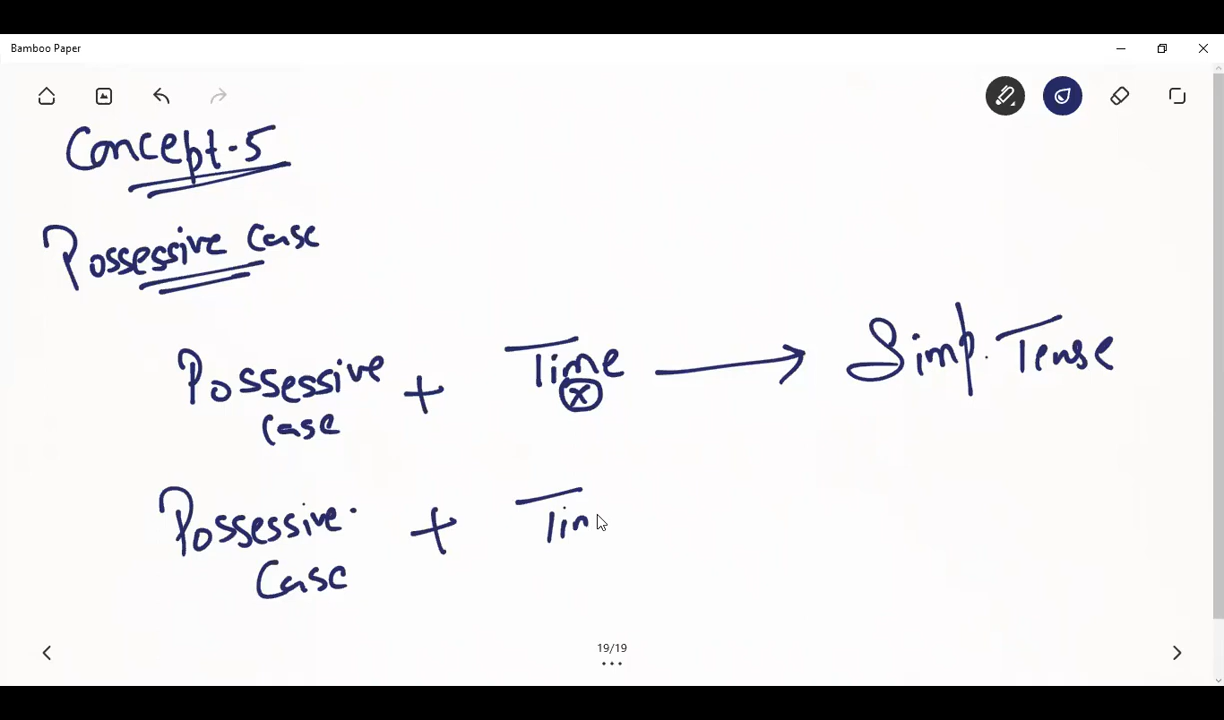 Bamboo Paper
Concept-5
Possessive Case
Possessive + Time → Simp. Tense
case (x)
Possessive + Tim
Case
19/19